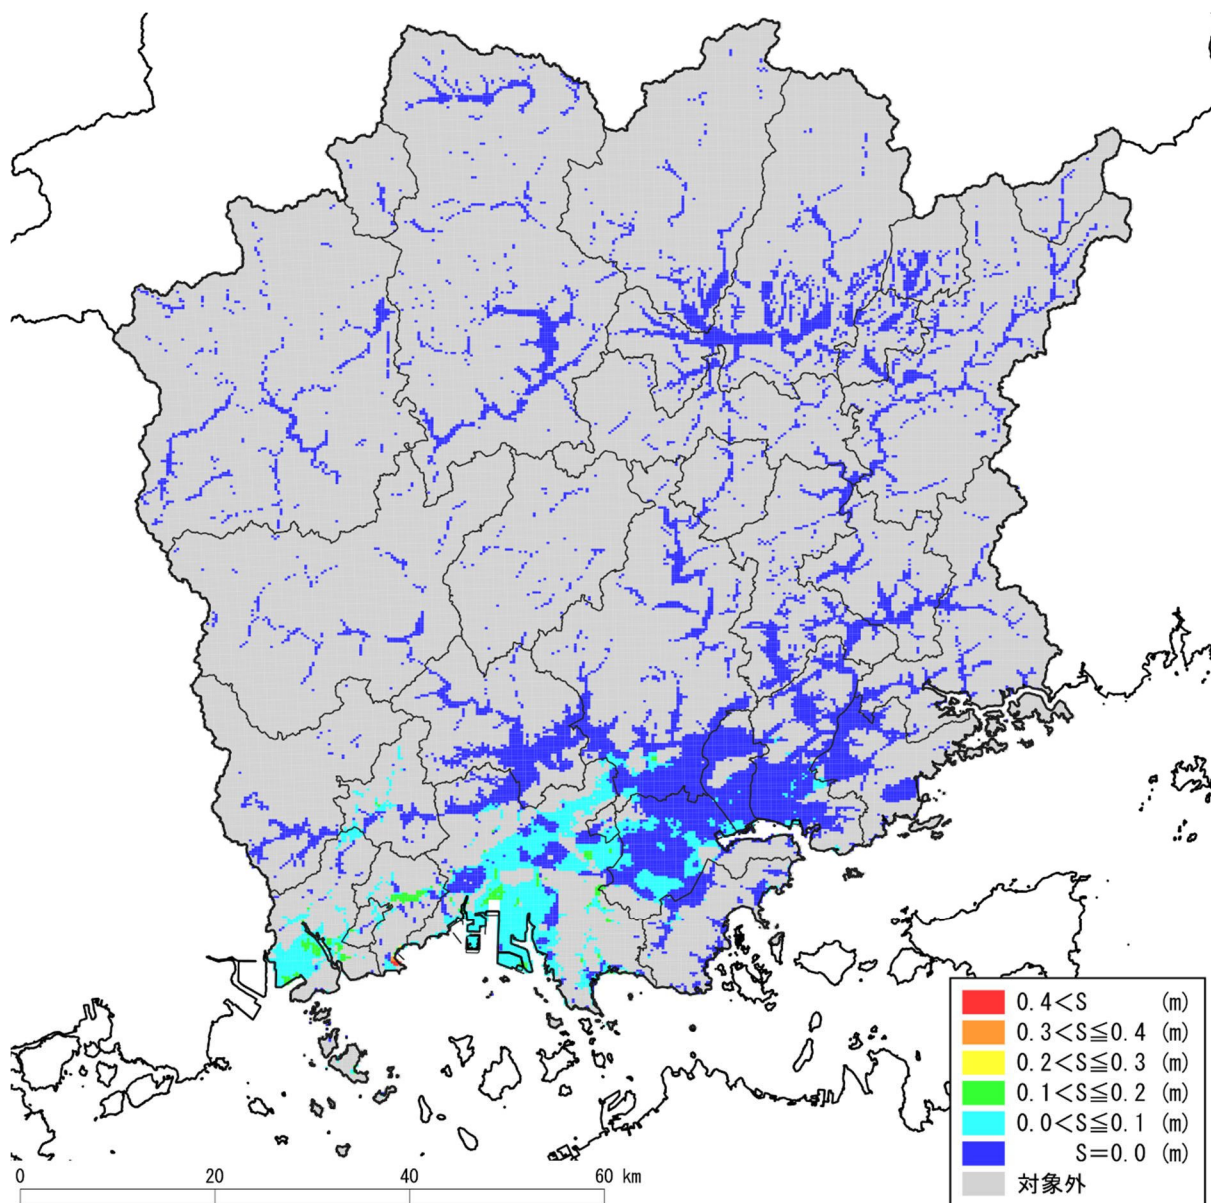 0.4＜S (m)
0.3＜S≦0.4 (m)
0.2＜S≦0.3 (m)
0.1＜S≦0.2 (m)
0.0＜S≦0.1 (m)
S＝0.0 (m)
対象外
0 20 40 60 km